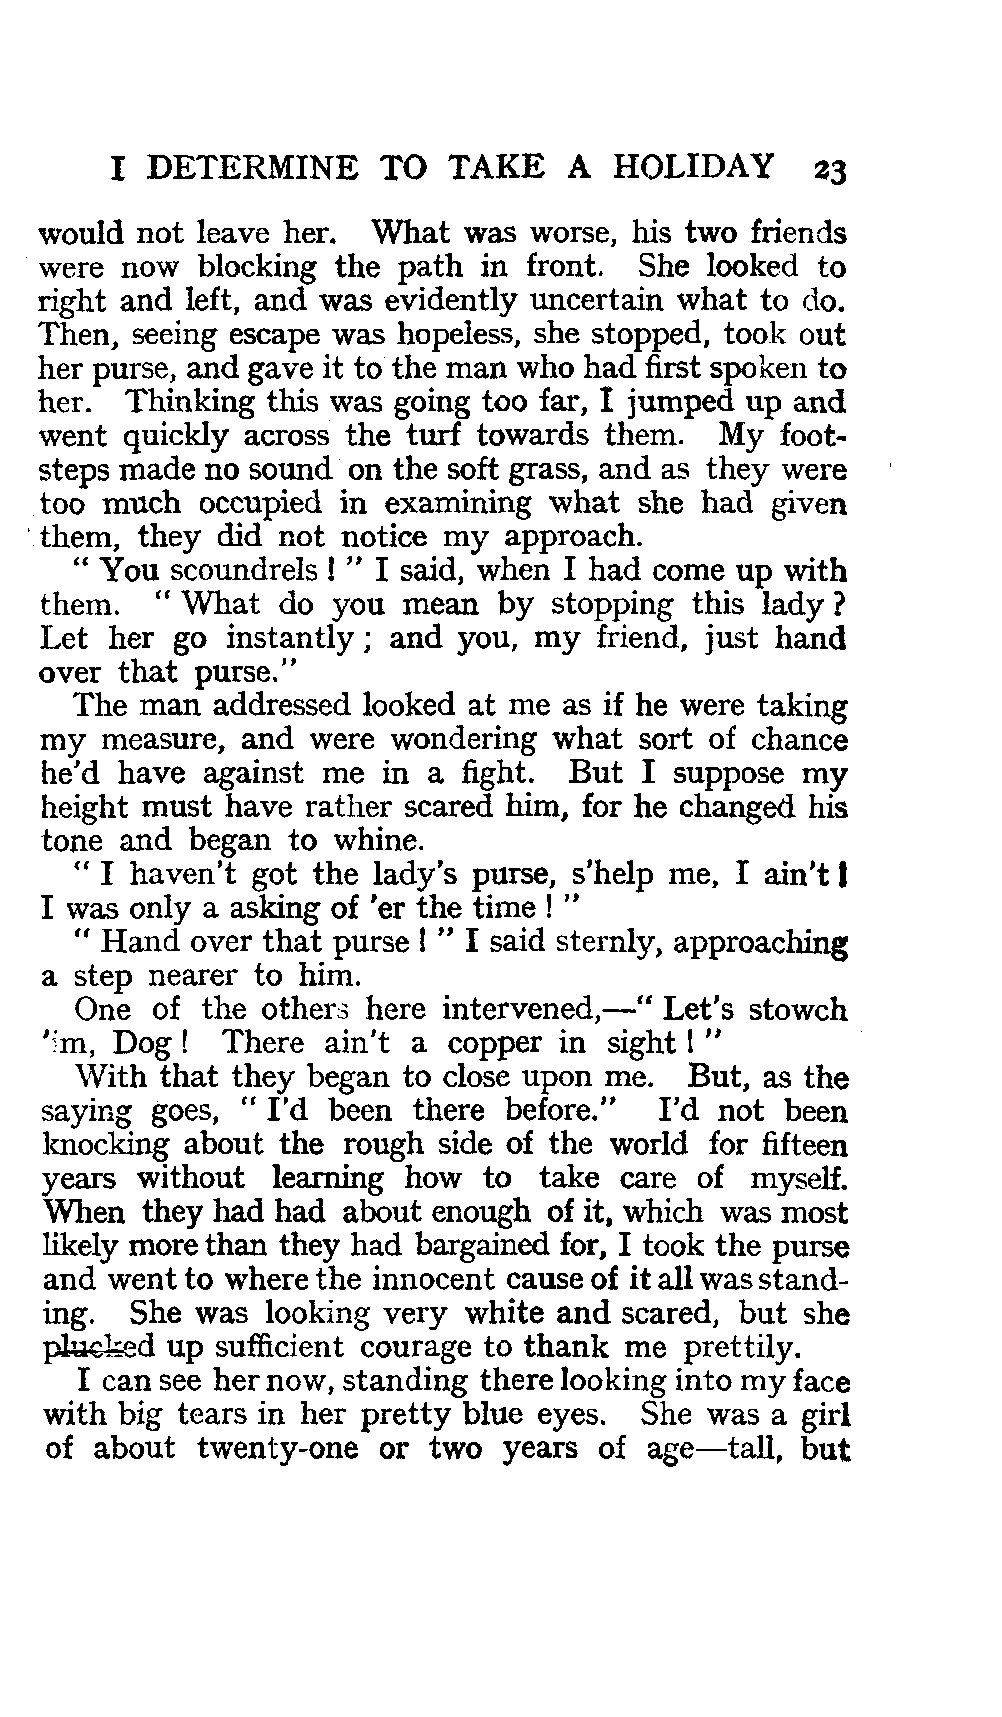 I DETERMINE TO TAKE A HOLIDAY 23
would not leave her. What was worse, his two friends
were now blocking the path in front. She looked to
right and left, and was evidently uncertain what to do.
Then, seeing escape was hopeless, she stopped, took out
her purse, and gave it to the man who had first spoken to
her. Thinking this was going too far, I jumped up and
went quickly across the turf towards them. My foot-
steps made no sound on the soft grass, and as they were
too much occupied in examining what she had given
them, they did not notice my approach.
“ You scoundrels ! ” I said, when I had come up with
them. “ What do you mean by stopping this lady ?
Let her go instantly ; and you, my friend, just hand
over that purse.”
The man addressed looked at me as if he were taking
my measure, and were wondering what sort of chance
he'd have against me in a fight. But I suppose my
height must have rather scared him, for he changed his
tone and began to whine.
“ I haven't got the lady's purse, s'help me, I ain't !
I was only a asking of 'er the time ! ”
“ Hand over that purse ! ” I said sternly, approaching
a step nearer to him.
One of the others here intervened,—“ Let's stowch
'im, Dog ! There ain't a copper in sight ! ”
With that they began to close upon me. But, as the
saying goes, “ I'd been there before.” I'd not been
knocking about the rough side of the world for fifteen
years without learning how to take care of myself.
When they had had about enough of it, which was most
likely more than they had bargained for, I took the purse
and went to where the innocent cause of it all was stand-
ing. She was looking very white and scared, but she
plucked up sufficient courage to thank me prettily.
I can see her now, standing there looking into my face
with big tears in her pretty blue eyes. She was a girl
of about twenty-one or two years of age—tall, but